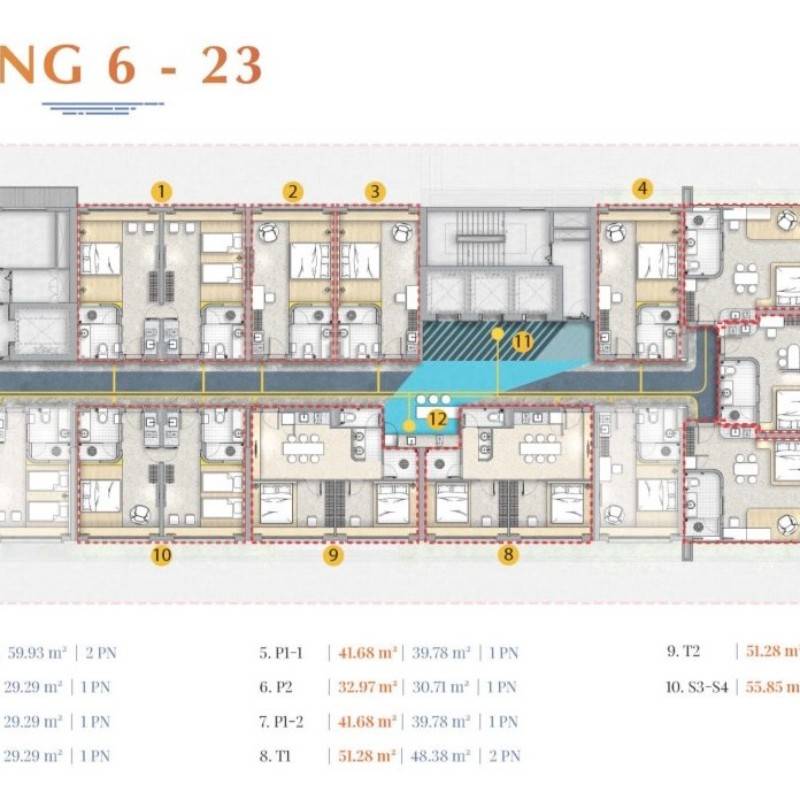 NG 6 - 23
1
2
3
4
11
12
10
9
8
59.93 m² | 2 PN
29.29 m² | 1 PN
29.29 m² | 1 PN
29.29 m² | 1 PN
5. P1-1 | 41.68 m² | 39.78 m² | 1 PN
6. P2 | 32.97 m² | 30.71 m² | 1 PN
7. P1-2 | 41.68 m² | 39.78 m² | 1 PN
8. T1 | 51.28 m² | 48.38 m² | 2 PN
9. T2 | 51.28 m²
10. S3-S4 | 55.85 m